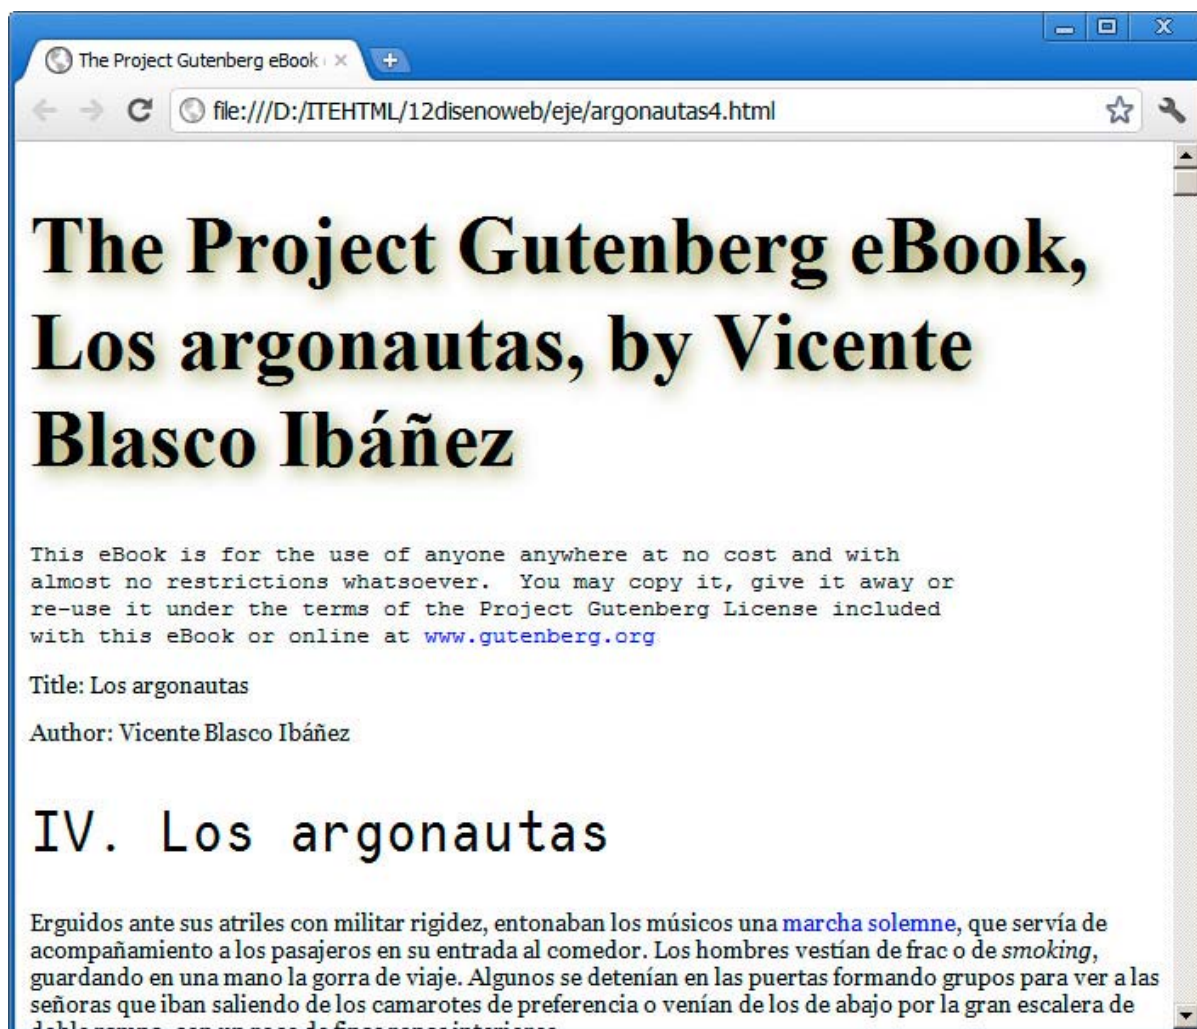 The Project Gutenberg eBook
file:///D:/ITEHTML/12disenoweb/eje/argonautas4.html
The Project Gutenberg eBook,
Los argonautas, by Vicente
Blasco Ibáñez
This eBook is for the use of anyone anywhere at no cost and with
almost no restrictions whatsoever.  You may copy it, give it away or
re-use it under the terms of the Project Gutenberg License included
with this eBook or online at www.gutenberg.org
Title: Los argonautas
Author: Vicente Blasco Ibáñez
IV. Los argonautas
Erguidos ante sus atriles con militar rigidez, entonaban los músicos una marcha solemne, que servía de
acompañamiento a los pasajeros en su entrada al comedor. Los hombres vestían de frac o de smoking,
guardando en una mano la gorra de viaje. Algunos se detenían en las puertas formando grupos para ver a las
señoras que iban saliendo de los camarotes de preferencia o venían de los de abajo por la gran escalera de